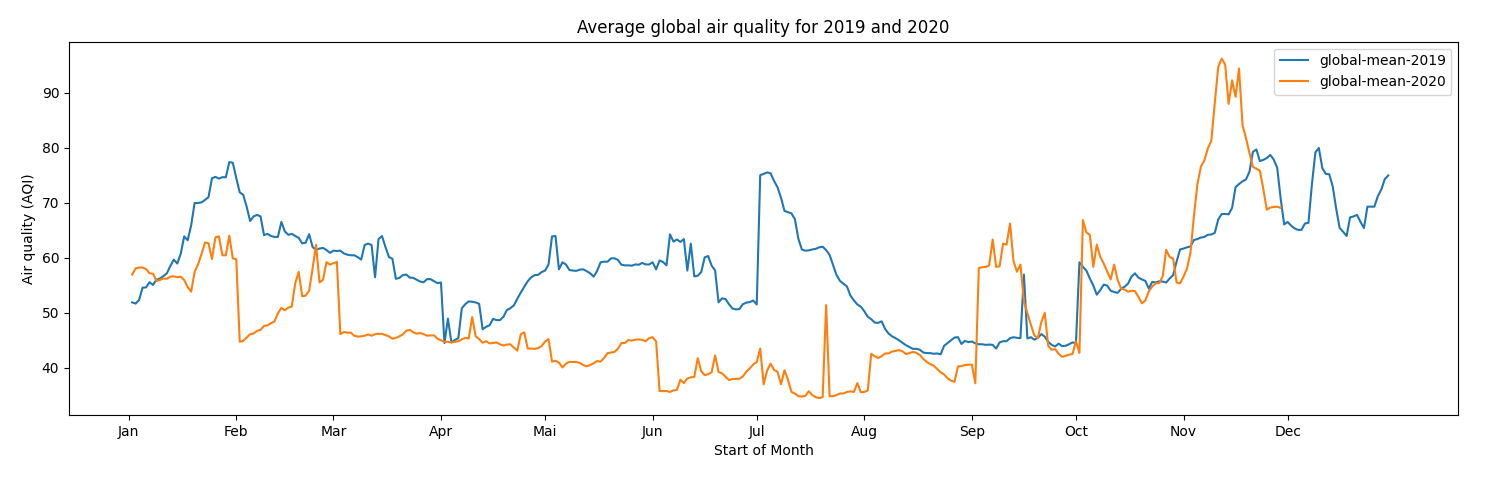 Average global air quality for 2019 and 2020
global-mean-2019
global-mean-2020
Air quality (AQI)
90
80
70
60
50
40
Jan Feb Mar Apr Mai Jun Jul Aug Sep Oct Nov Dec
Start of Month